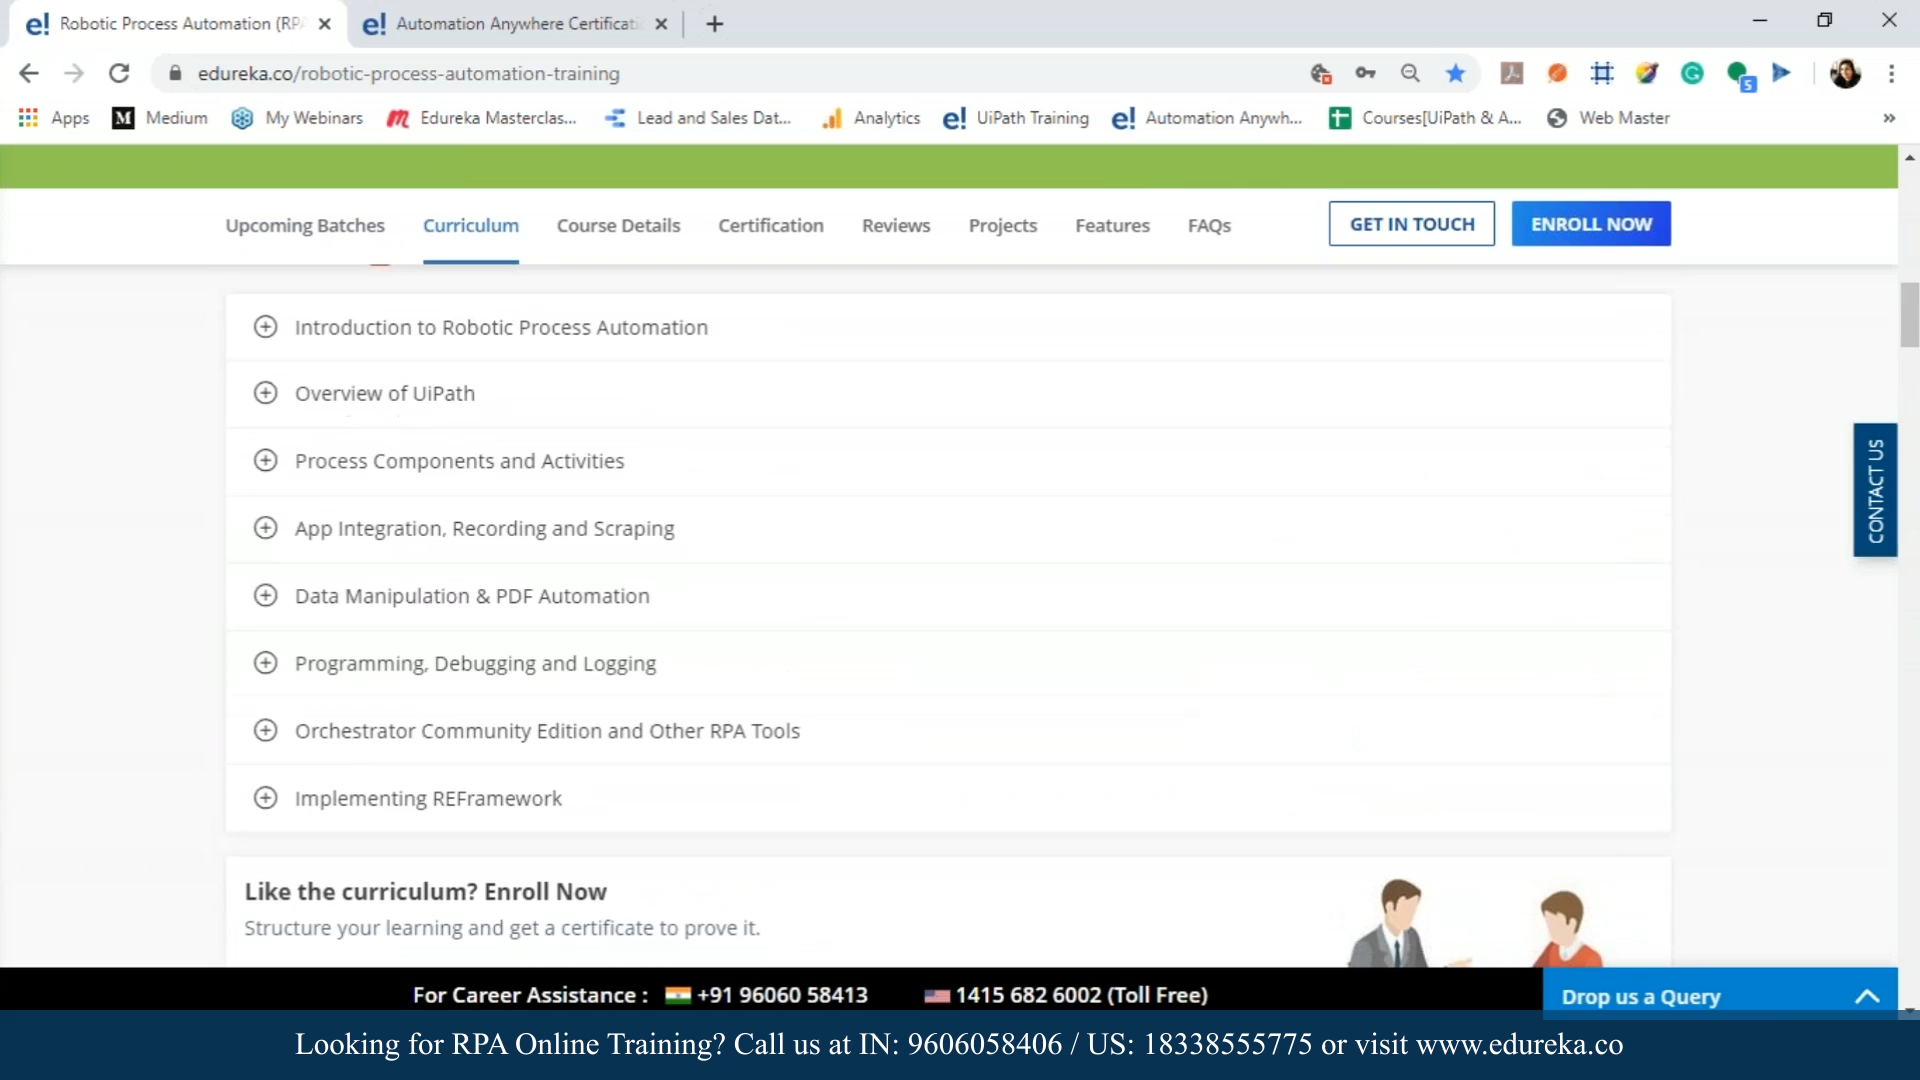 e! Robotic Process Automation (RPA
e! Automation Anywhere Certificati
edureka.co/robotic-process-automation-training
5
Apps
M Medium
My Webinars
Edureka Masterclas...
Lead and Sales Dat...
Analytics
e! UiPath Training
e! Automation Anywh...
Courses[UiPath & A...
Web Master
»
Upcoming Batches
Curriculum
Course Details
Certification
Reviews
Projects
Features
FAQs
GET IN TOUCH
ENROLL NOW
Introduction to Robotic Process Automation
Overview of UiPath
Process Components and Activities
App Integration, Recording and Scraping
Data Manipulation & PDF Automation
Programming, Debugging and Logging
Orchestrator Community Edition and Other RPA Tools
Implementing REFramework
CONTACT US
Like the curriculum? Enroll Now
Structure your learning and get a certificate to prove it.
For Career Assistance : +91 96060 58413 1415 682 6002 (Toll Free)
Drop us a Query
Looking for RPA Online Training? Call us at IN: 9606058406 / US: 18338555775 or visit www.edureka.co